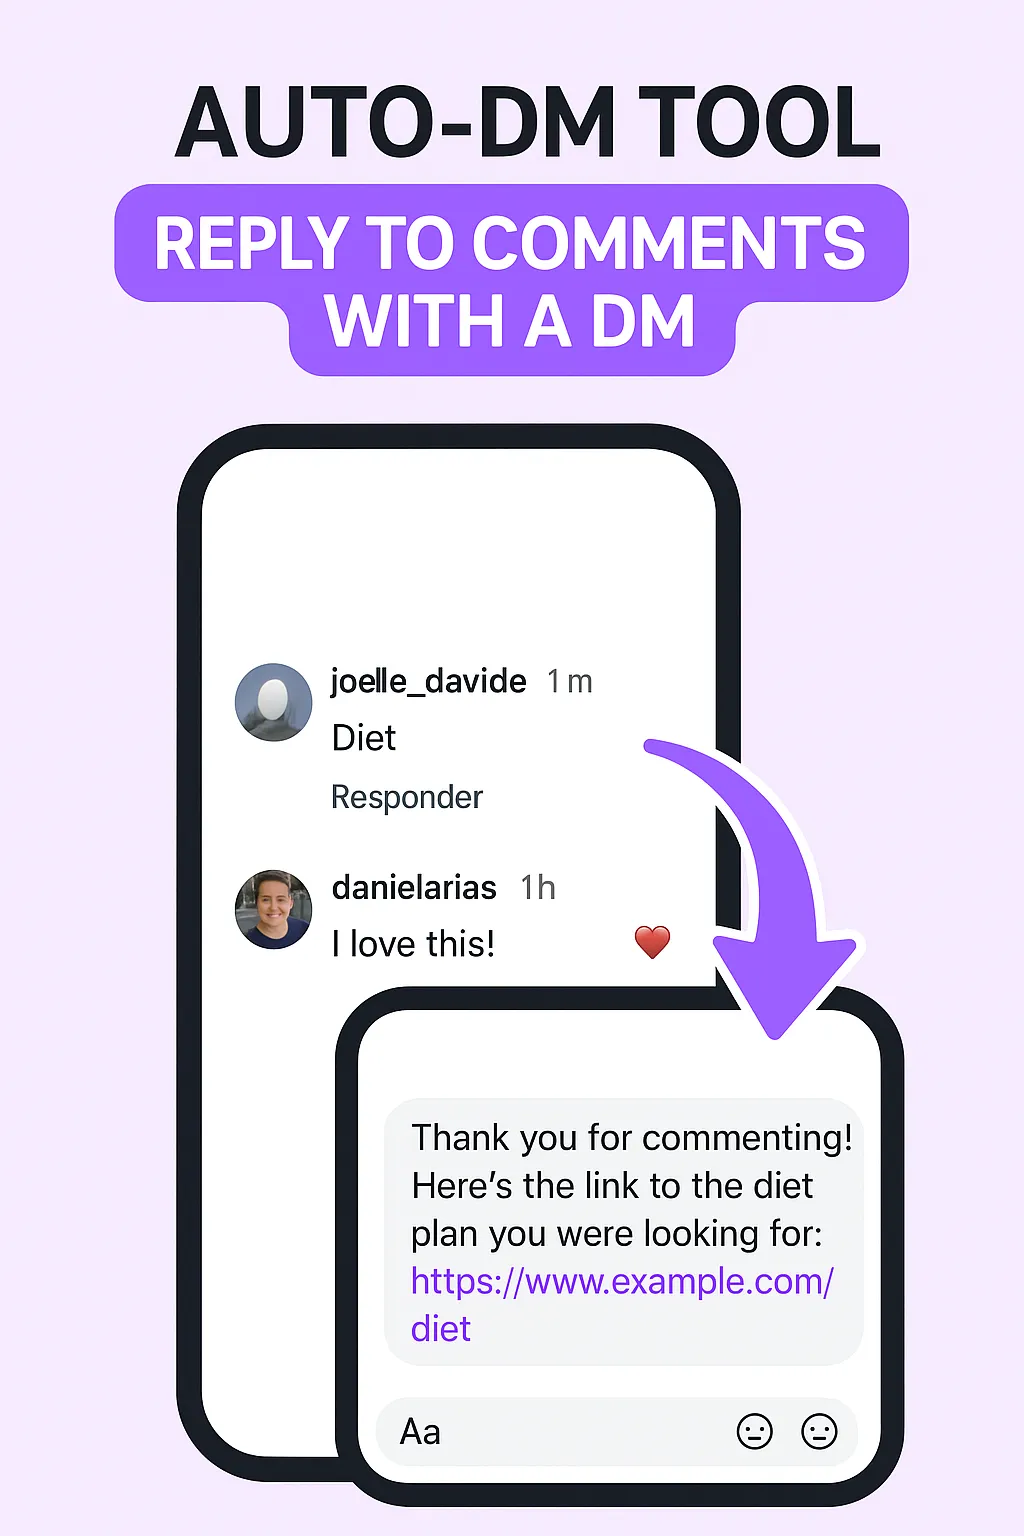 AUTO-DM TOOL
REPLY TO COMMENTS
WITH A DM
joelle_davide 1 m
Diet
Responder
danielarias 1h
I love this!
Thank you for commenting!
Here's the link to the diet
plan you were looking for:
https://www.example.com/
diet
Aa